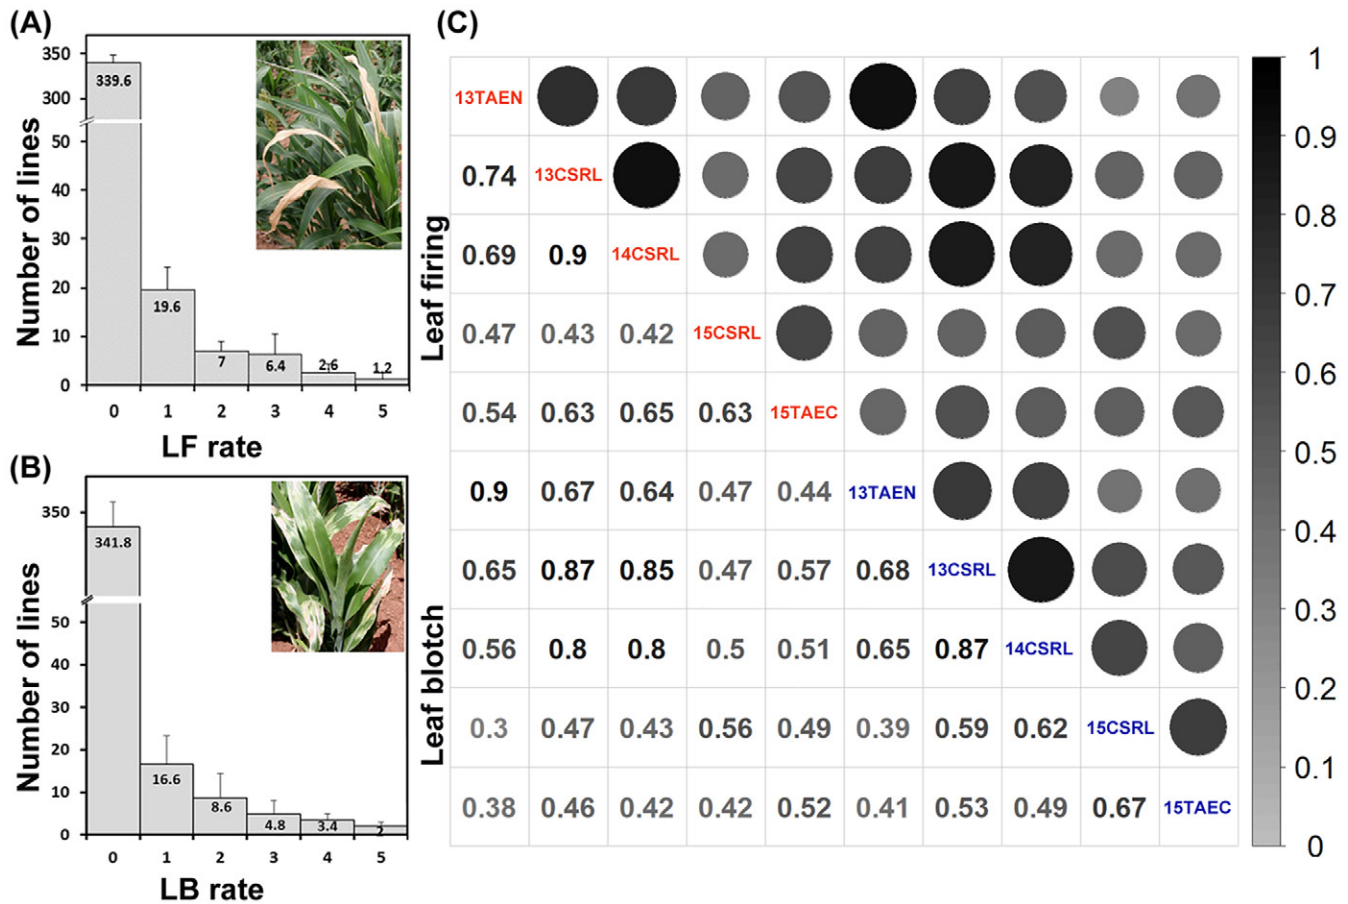 (A)
Number of lines
350
300
50
40
30
20
10
0
339.6
19.6
7
6.4
2.6
1.2
0 1 2 3 4 5
LF rate
(B)
Number of lines
350
50
40
30
20
10
0
341.8
16.6
8.6
4.8
3.4
2
0 1 2 3 4 5
LB rate
(C)
Leaf firing
Leaf blotch
13TAEN
0.74 13CSRL
0.69 0.9 14CSRL
0.47 0.43 0.42 15CSRL
0.54 0.63 0.65 0.63 15TAEC
0.9 0.67 0.64 0.47 0.44 13TAEN
0.65 0.87 0.85 0.47 0.57 0.68 13CSRL
0.56 0.8 0.8 0.5 0.51 0.65 0.87 14CSRL
0.3 0.47 0.43 0.56 0.49 0.39 0.59 0.62 15CSRL
0.38 0.46 0.42 0.42 0.52 0.41 0.53 0.49 0.67 15TAEC
1
0.9
0.8
0.7
0.6
0.5
0.4
0.3
0.2
0.1
0